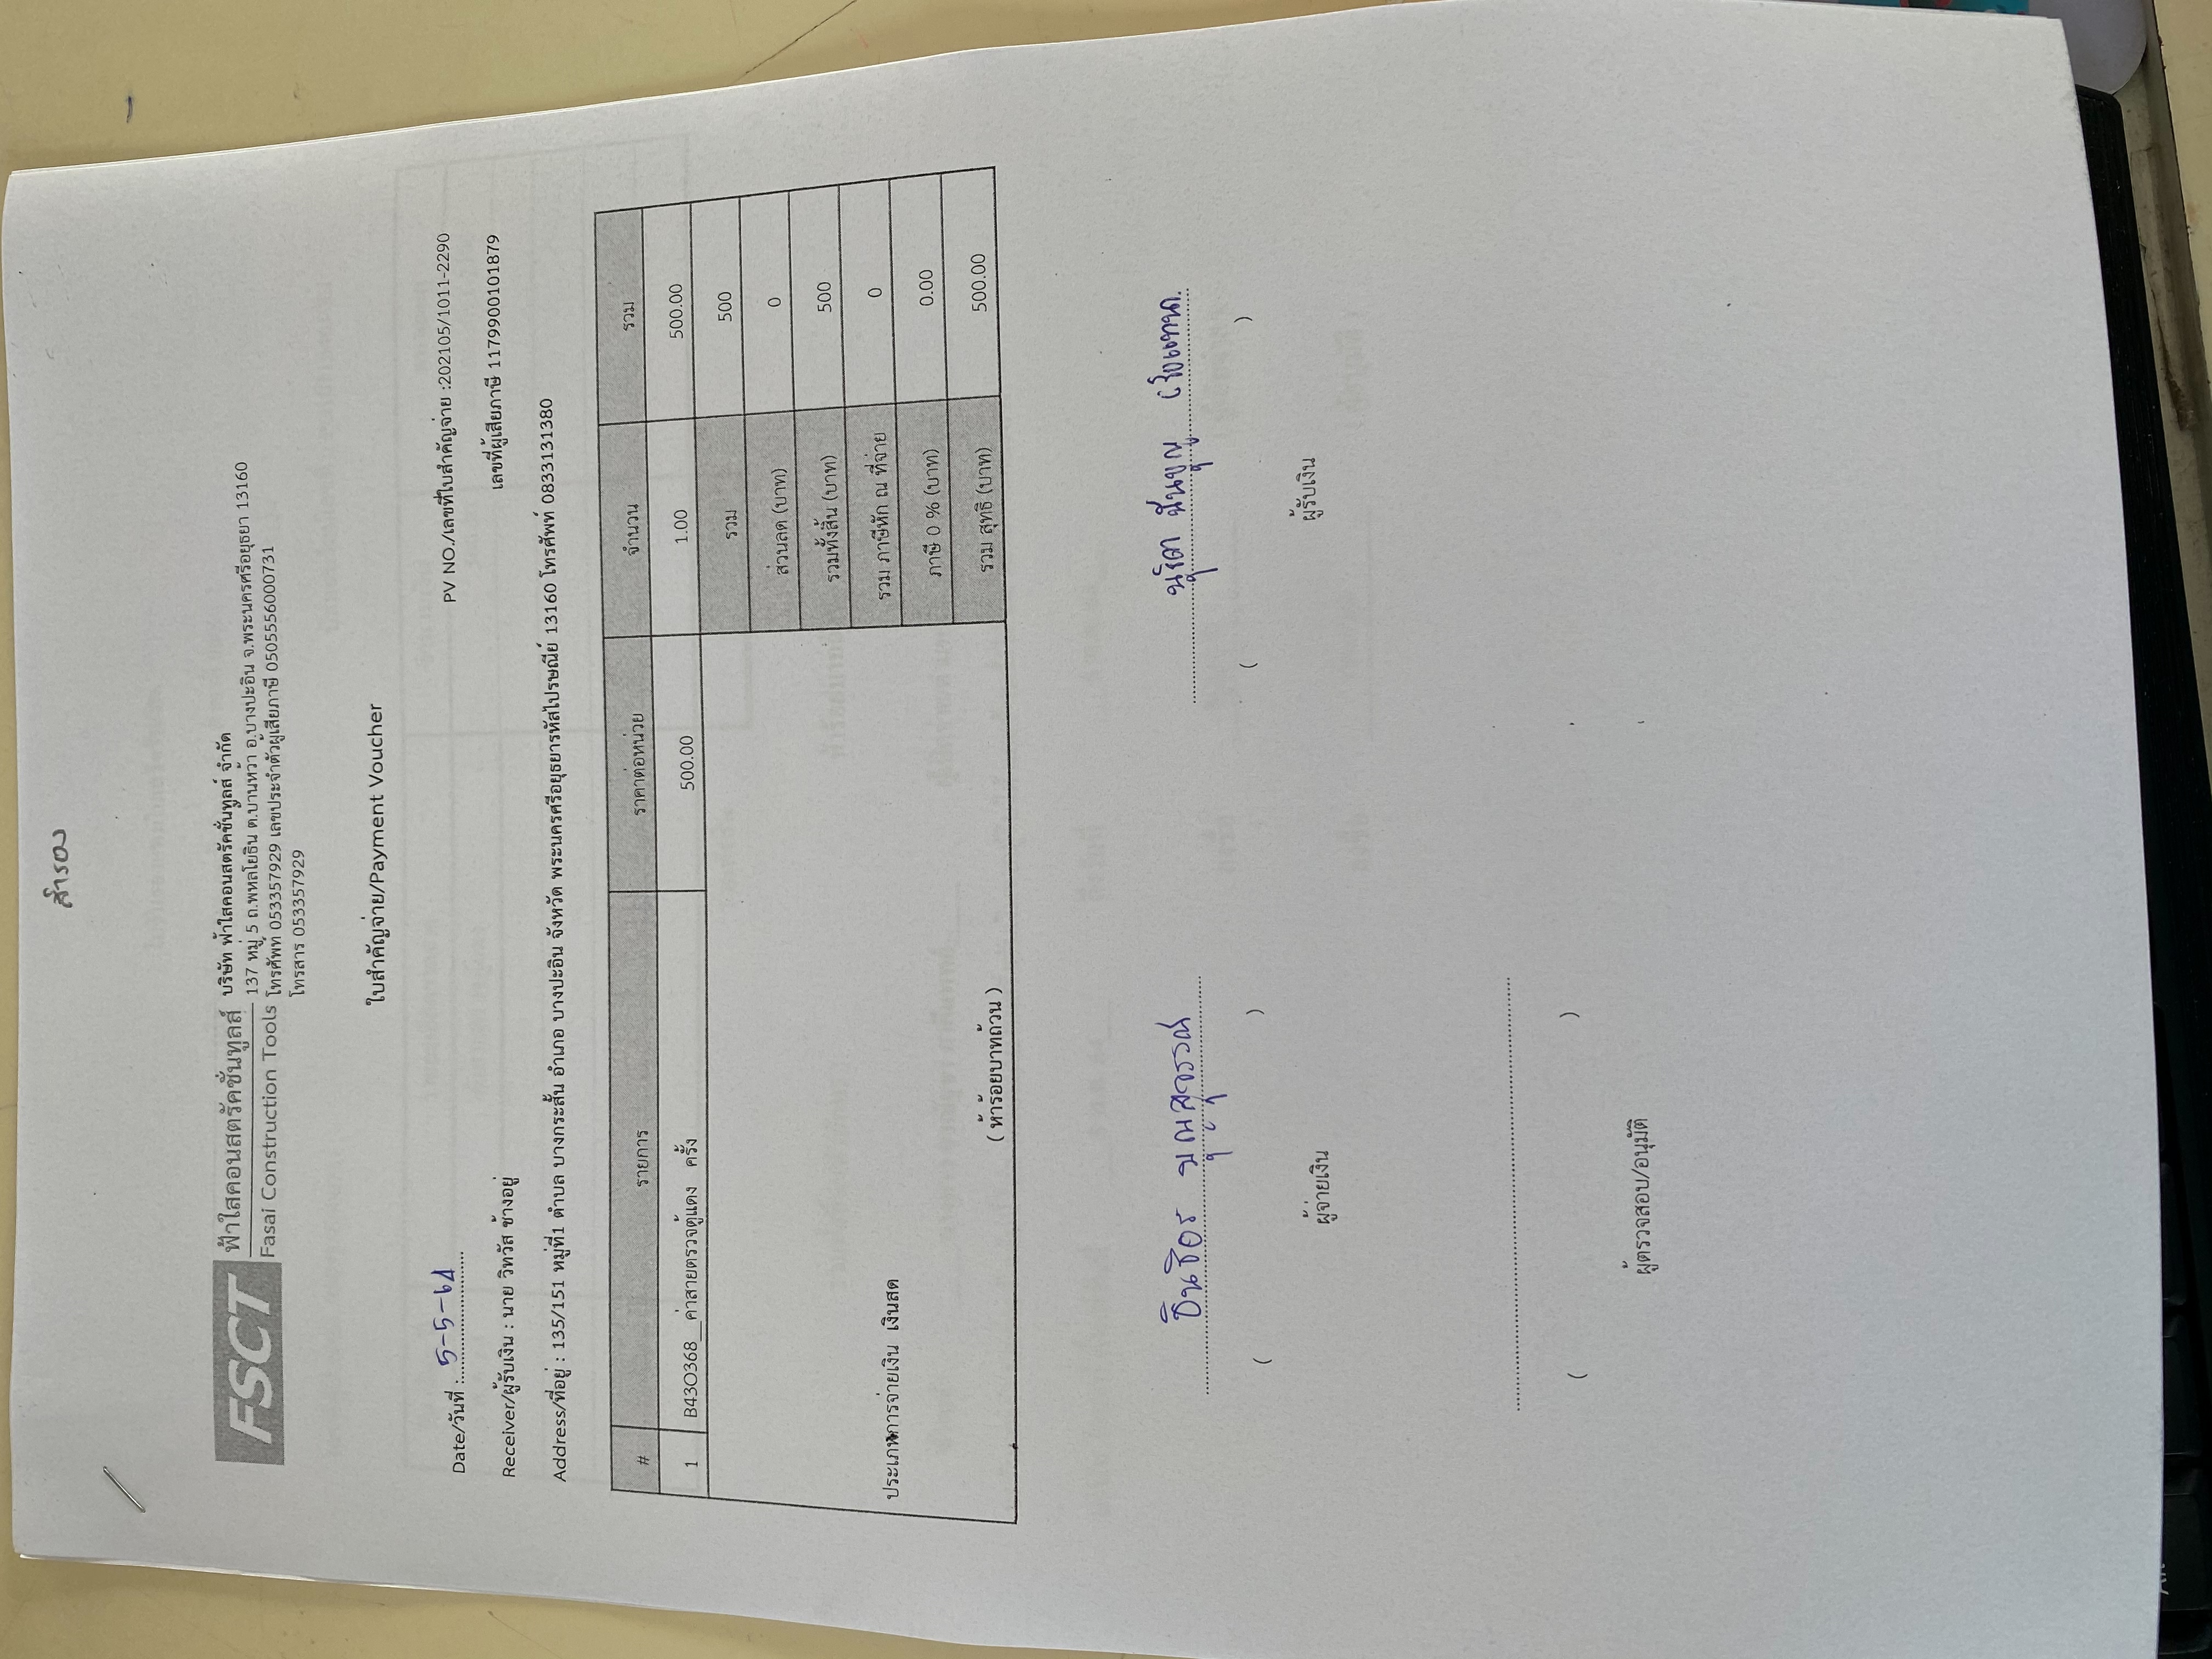 สำรอง
FSCT
ฟ้าใสคอนสตรัคชั่นทูลส์
Fasai Construction Tools
บริษัท ฟ้าใสคอนสตรัคชั่นทูลส์ จำกัด
137 หมู่ 5 ถ.พหลโยธิน ต.บ้านหว้า อ.บางปะอิน จ.พระนครศรีอยุธยา 13160
โทรศัพท์ 053357929 เลขประจำตัวผู้เสียภาษี 0505556000731
โทรสาร 053357929
ใบสำคัญจ่าย/Payment Voucher
Date/วันที่ : 5-5-64
PV NO./เลขที่ใบสำคัญจ่าย :202105/1011-2290
Receiver/ผู้รับเงิน : นาย วิทวัส ช้างอยู่
เลขที่ผู้เสียภาษี 1179900101879
Address/ที่อยู่ : 135/151 หมู่ที่1 ตำบล บางกระสั้น อำเภอ บางปะอิน จังหวัด พระนครศรีอยุธยารหัสไปรษณีย์ 13160 โทรศัพท์ 0833131380
# รายการ ราคาต่อหน่วย จำนวน รวม
1 B43O368__ค่าสายตรวจตู้แดง ครั้ง 500.00 1.00 500.00
รวม 500
ส่วนลด (บาท) 0
รวมทั้งสิ้น (บาท) 500
รวม ภาษีหัก ณ ที่จ่าย 0
ประเภทการจ่ายเงิน เงินสด
ภาษี 0 % (บาท) 0.00
( ห้าร้อยบาทถ้วน )
รวม สุทธิ (บาท) 500.00
บุญสุวรรณ์
( ) ( )
ผู้จ่ายเงิน ผู้รับเงิน
( )
ผู้ตรวจสอบ/อนุมัติ